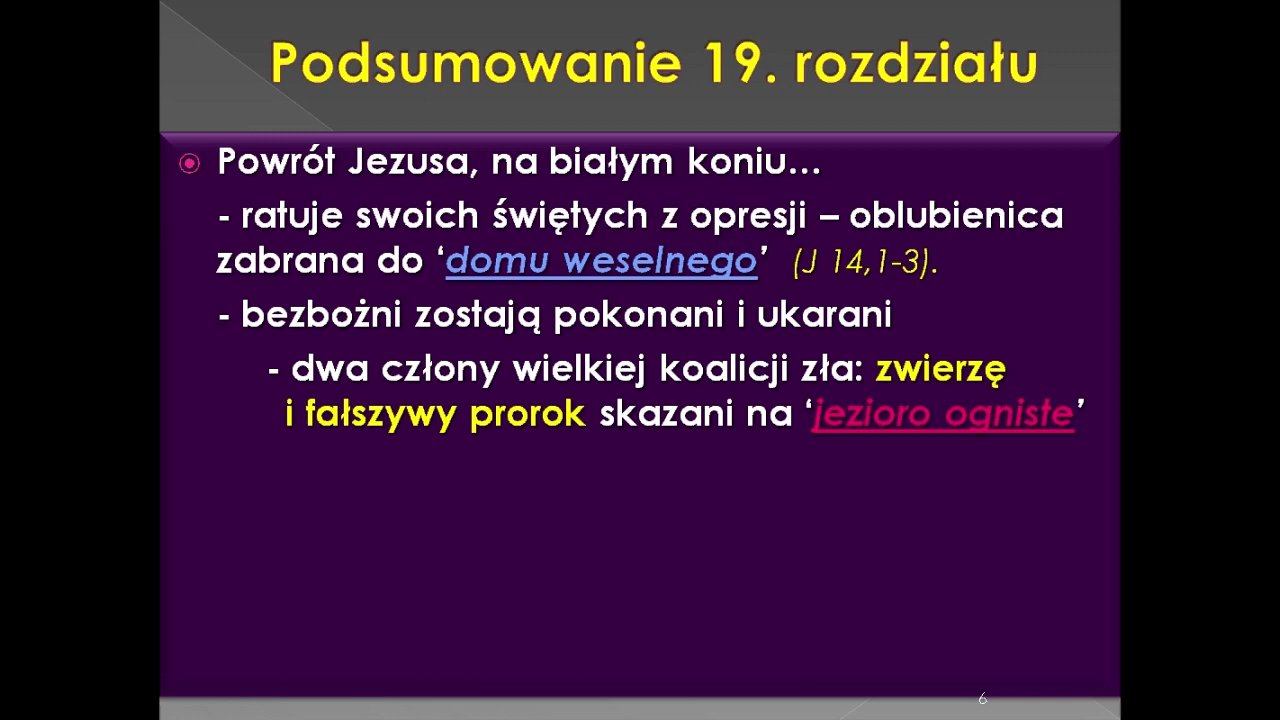 Podsumowanie 19. rozdziału
Powrót Jezusa, na białym koniu...
- ratuje swoich świętych z opresji – oblubienica
zabrana do ‘domu weselnego’ (J 14,1-3).
- bezbożni zostają pokonani i ukarani
- dwa człony wielkiej koalicji zła: zwierzę
i fałszywy prorok skazani na ‘jezioro ogniste’
6